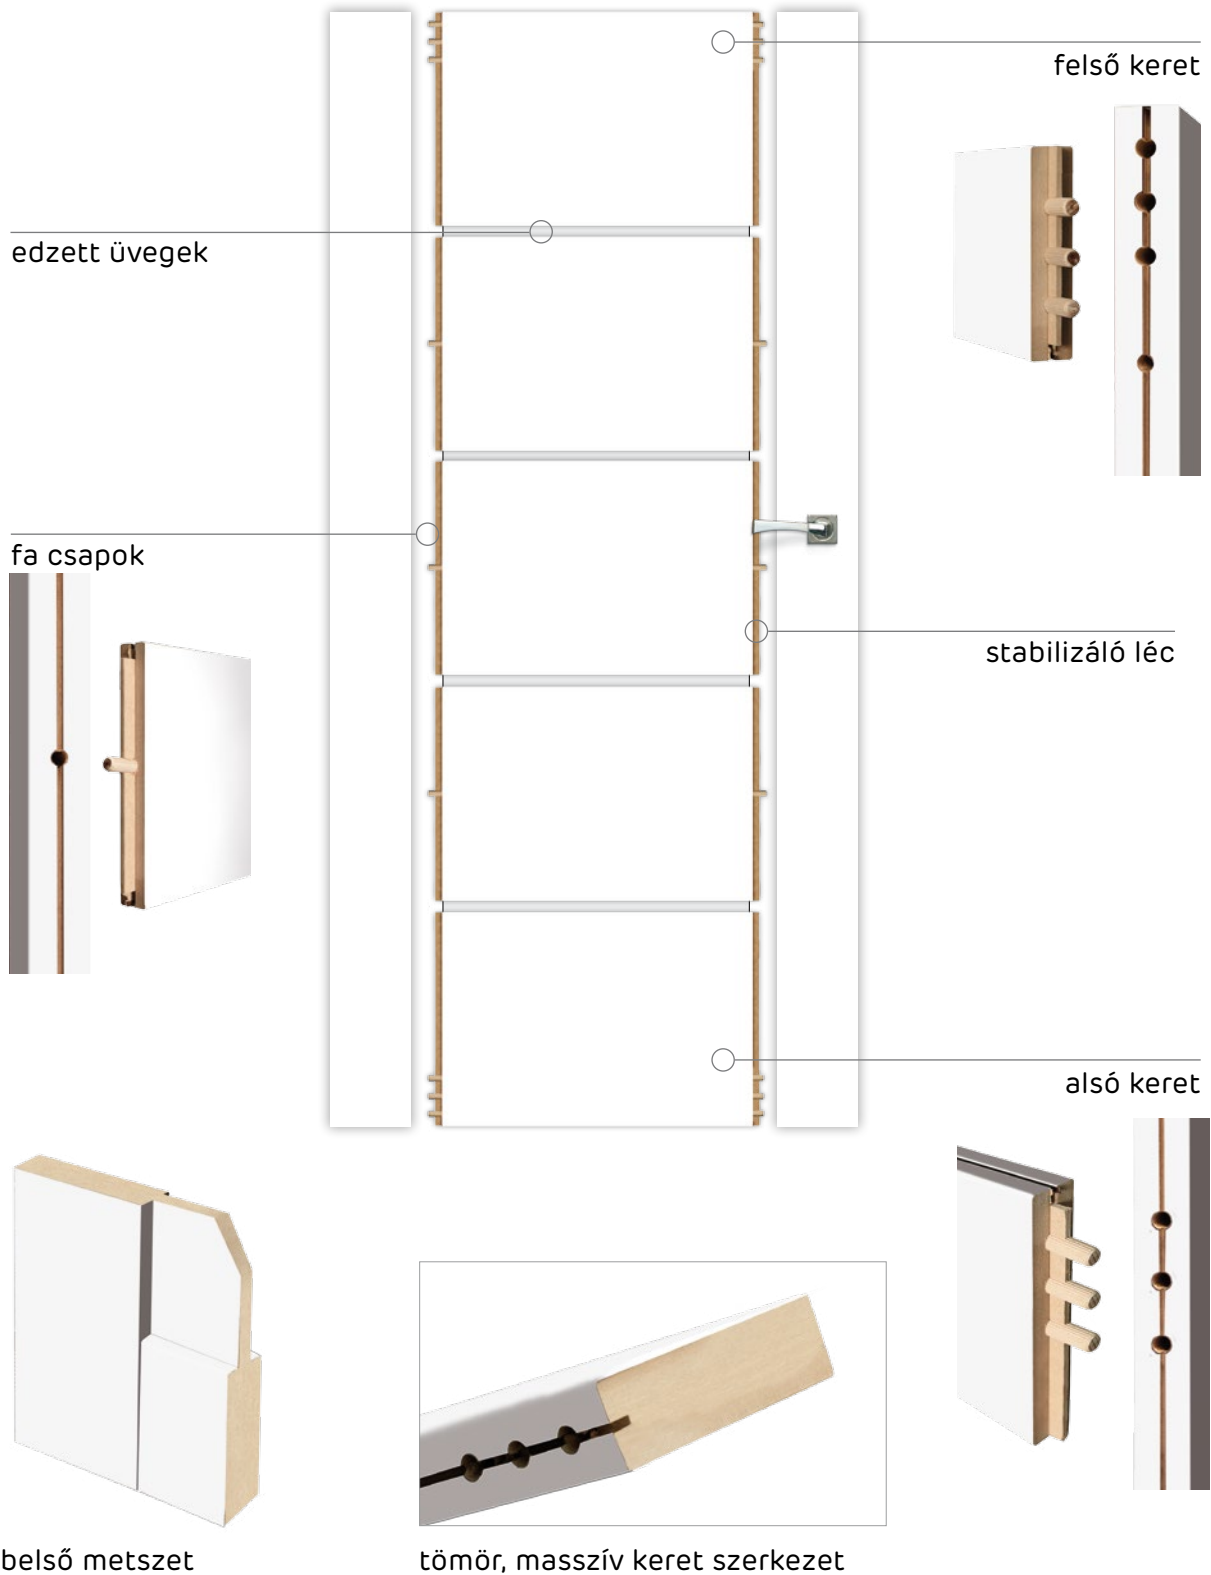 felső keret
edzett üvegek
fa csapok
stabilizáló léc
alsó keret
belső metszet
tömör, masszív keret szerkezet